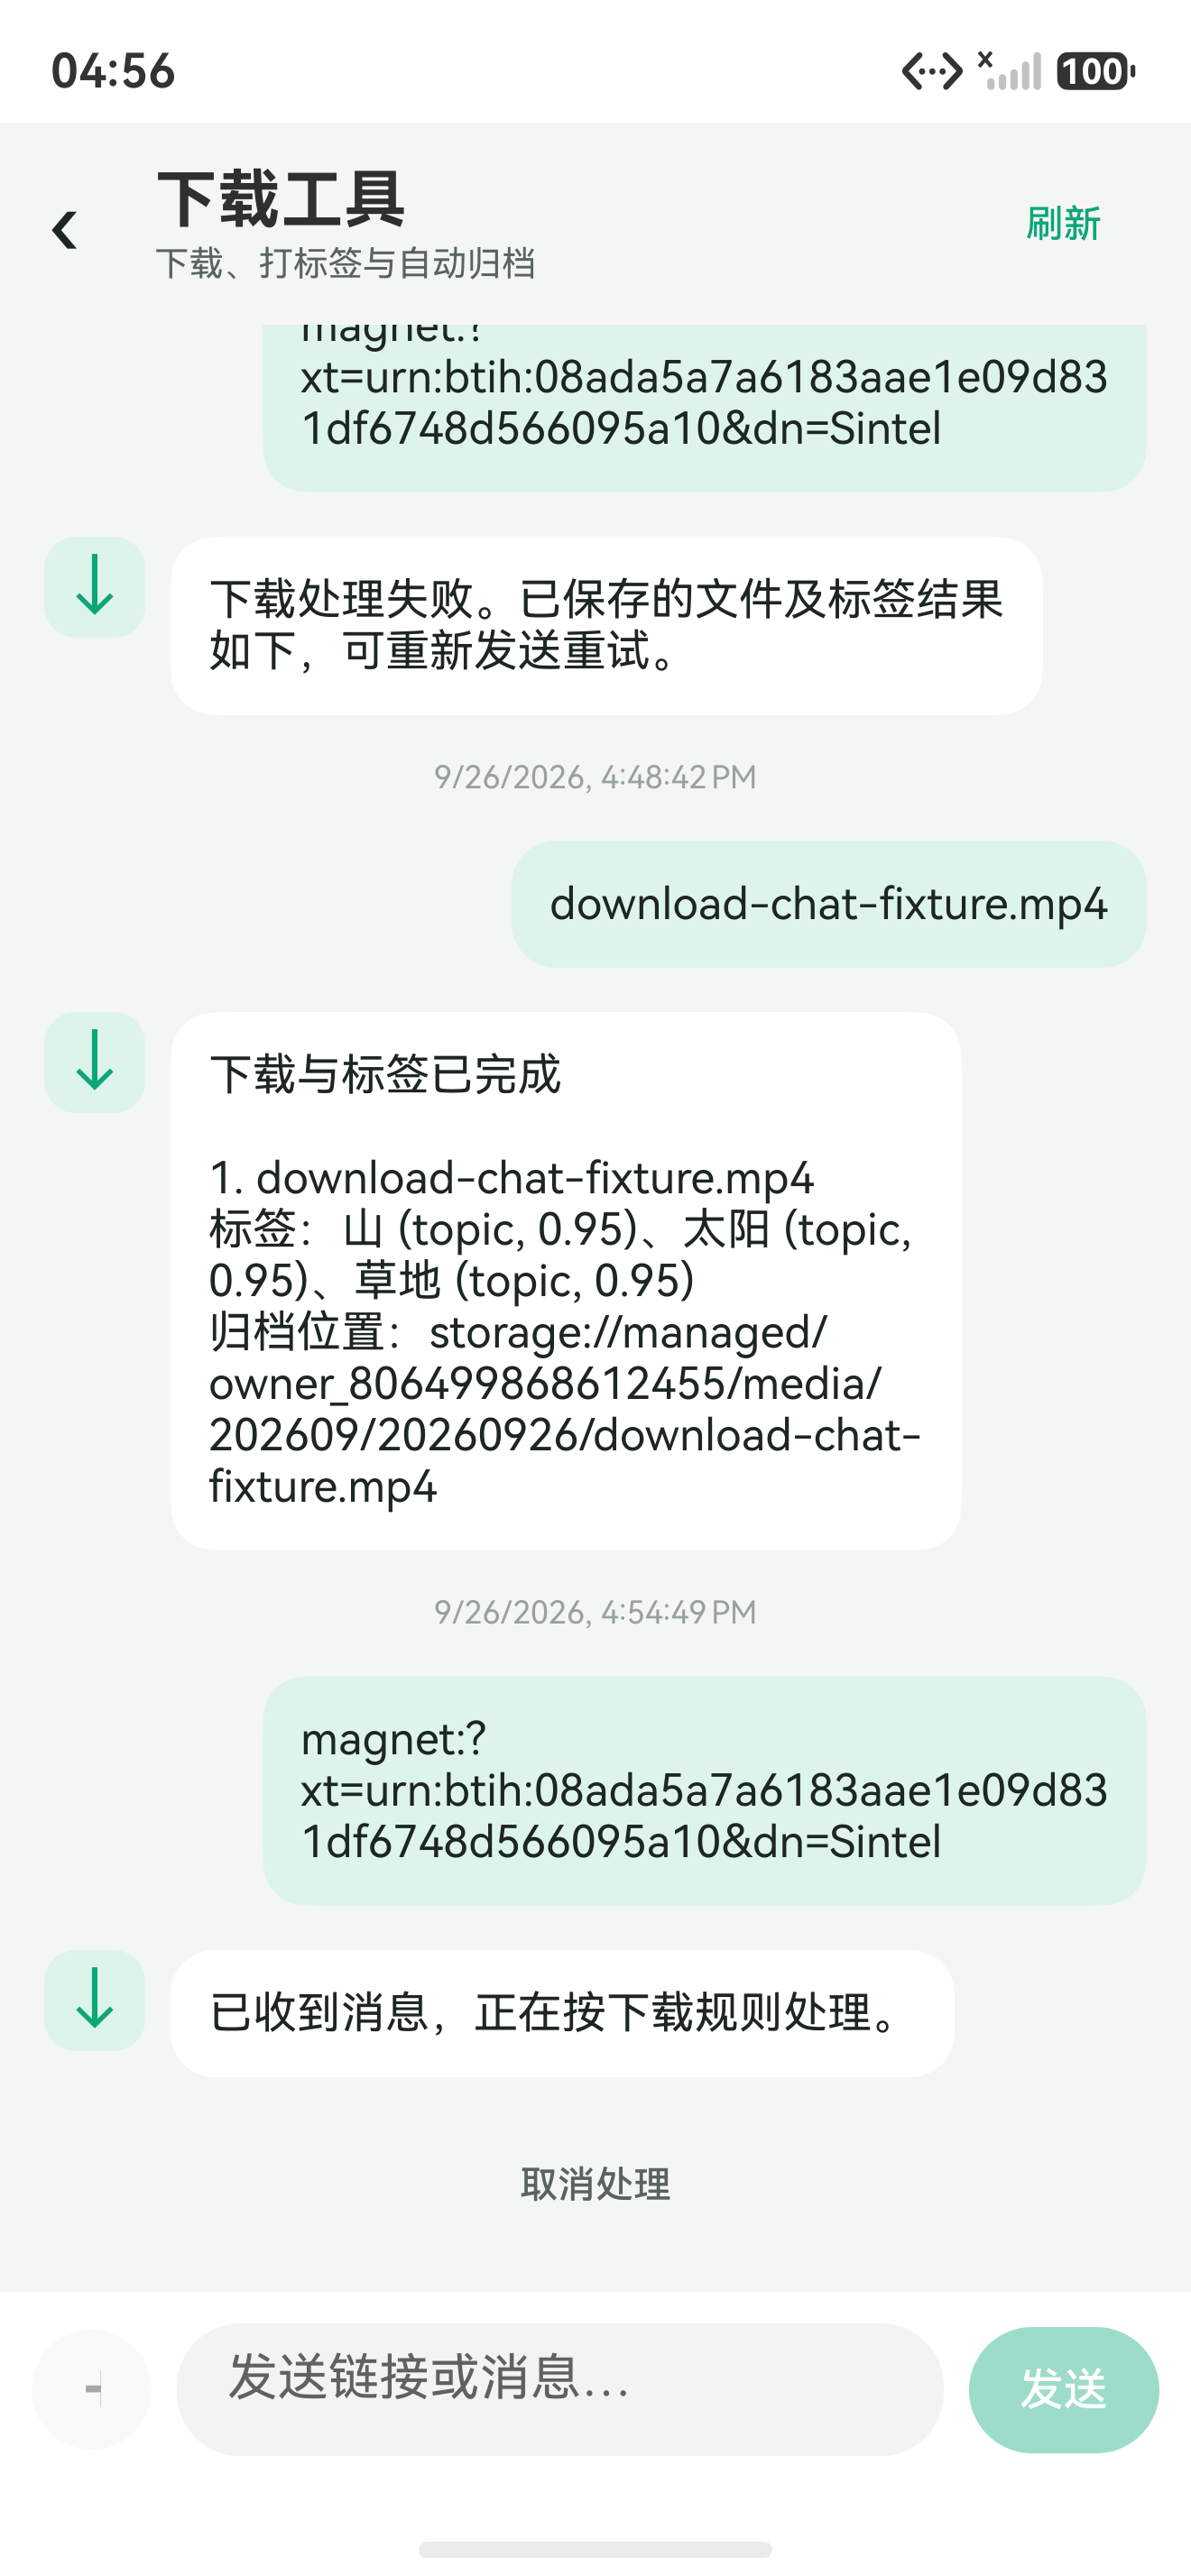 04:56
100
下载工具
下载、打标签与自动归档
刷新
magnet:?
xt=urn:btih:08ada5a7a6183aae1e09d83
1df6748d566095a10&dn=Sintel
下载处理失败。已保存的文件及标签结果
如下，可重新发送重试。
9/26/2026, 4:48:42 PM
download-chat-fixture.mp4
下载与标签已完成
1. download-chat-fixture.mp4
标签：山 (topic, 0.95)、太阳 (topic,
0.95)、草地 (topic, 0.95)
归档位置：storage://managed/
owner_806499868612455/media/
202609/20260926/download-chat-
fixture.mp4
9/26/2026, 4:54:49 PM
magnet:?
xt=urn:btih:08ada5a7a6183aae1e09d83
1df6748d566095a10&dn=Sintel
已收到消息，正在按下载规则处理。
取消处理
发送链接或消息...
发送